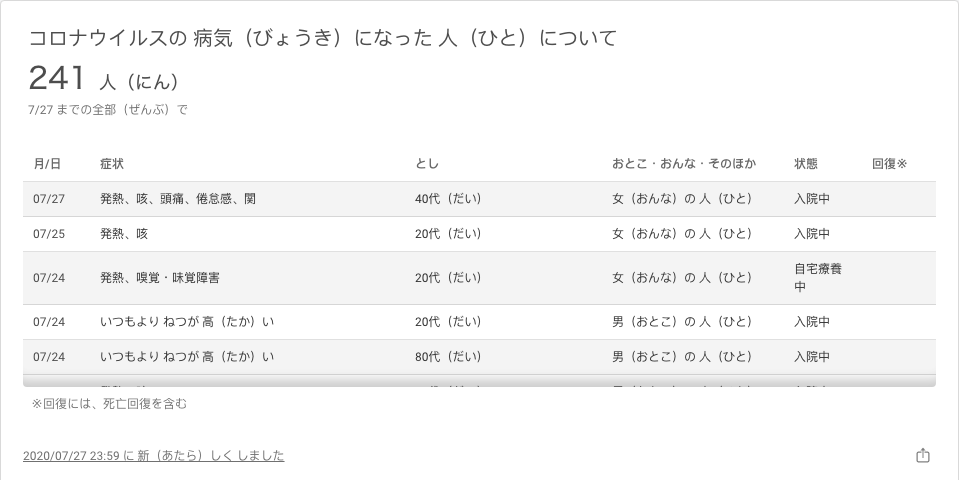 コロナウイルスの 病気（びょうき）になった 人（ひと）について
241 人（にん）
7/27 までの全部（ぜんぶ）で
月/日 症状 とし おとこ・おんな・そのほか 状態 回復※
07/27 発熱、咳、頭痛、倦怠感、関 40代（だい） 女（おんな）の 人（ひと） 入院中
07/25 発熱、咳 20代（だい） 女（おんな）の 人（ひと） 入院中
07/24 発熱、嗅覚・味覚障害 20代（だい） 女（おんな）の 人（ひと） 自宅療養
中
07/24 いつもより ねつが 高（たか）い 20代（だい） 男（おとこ）の 人（ひと） 入院中
07/24 いつもより ねつが 高（たか）い 80代（だい） 男（おとこ）の 人（ひと） 入院中
※回復には、死亡回復を含む
2020/07/27 23:59 に 新（あたら）しく しました